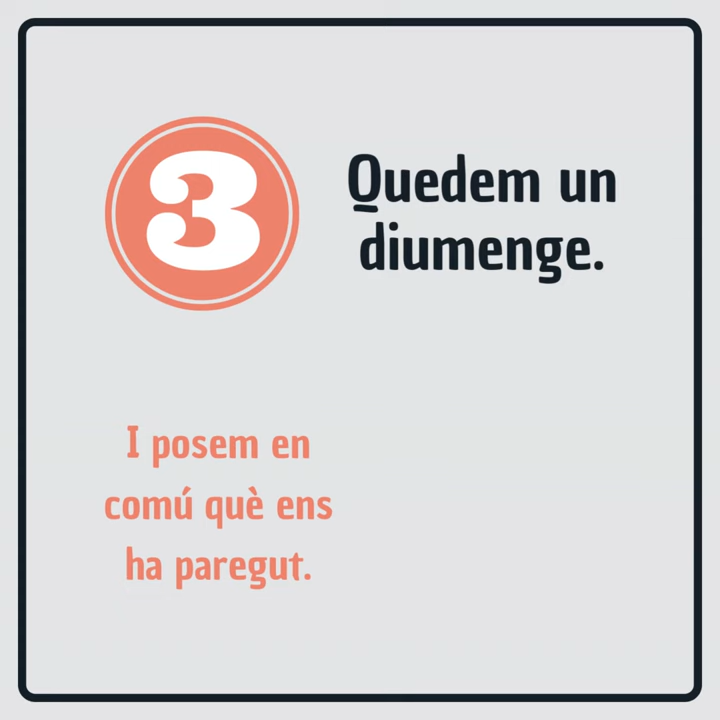 3
Quedem un
diumenge.
I posem en
comú què ens
ha paregut.